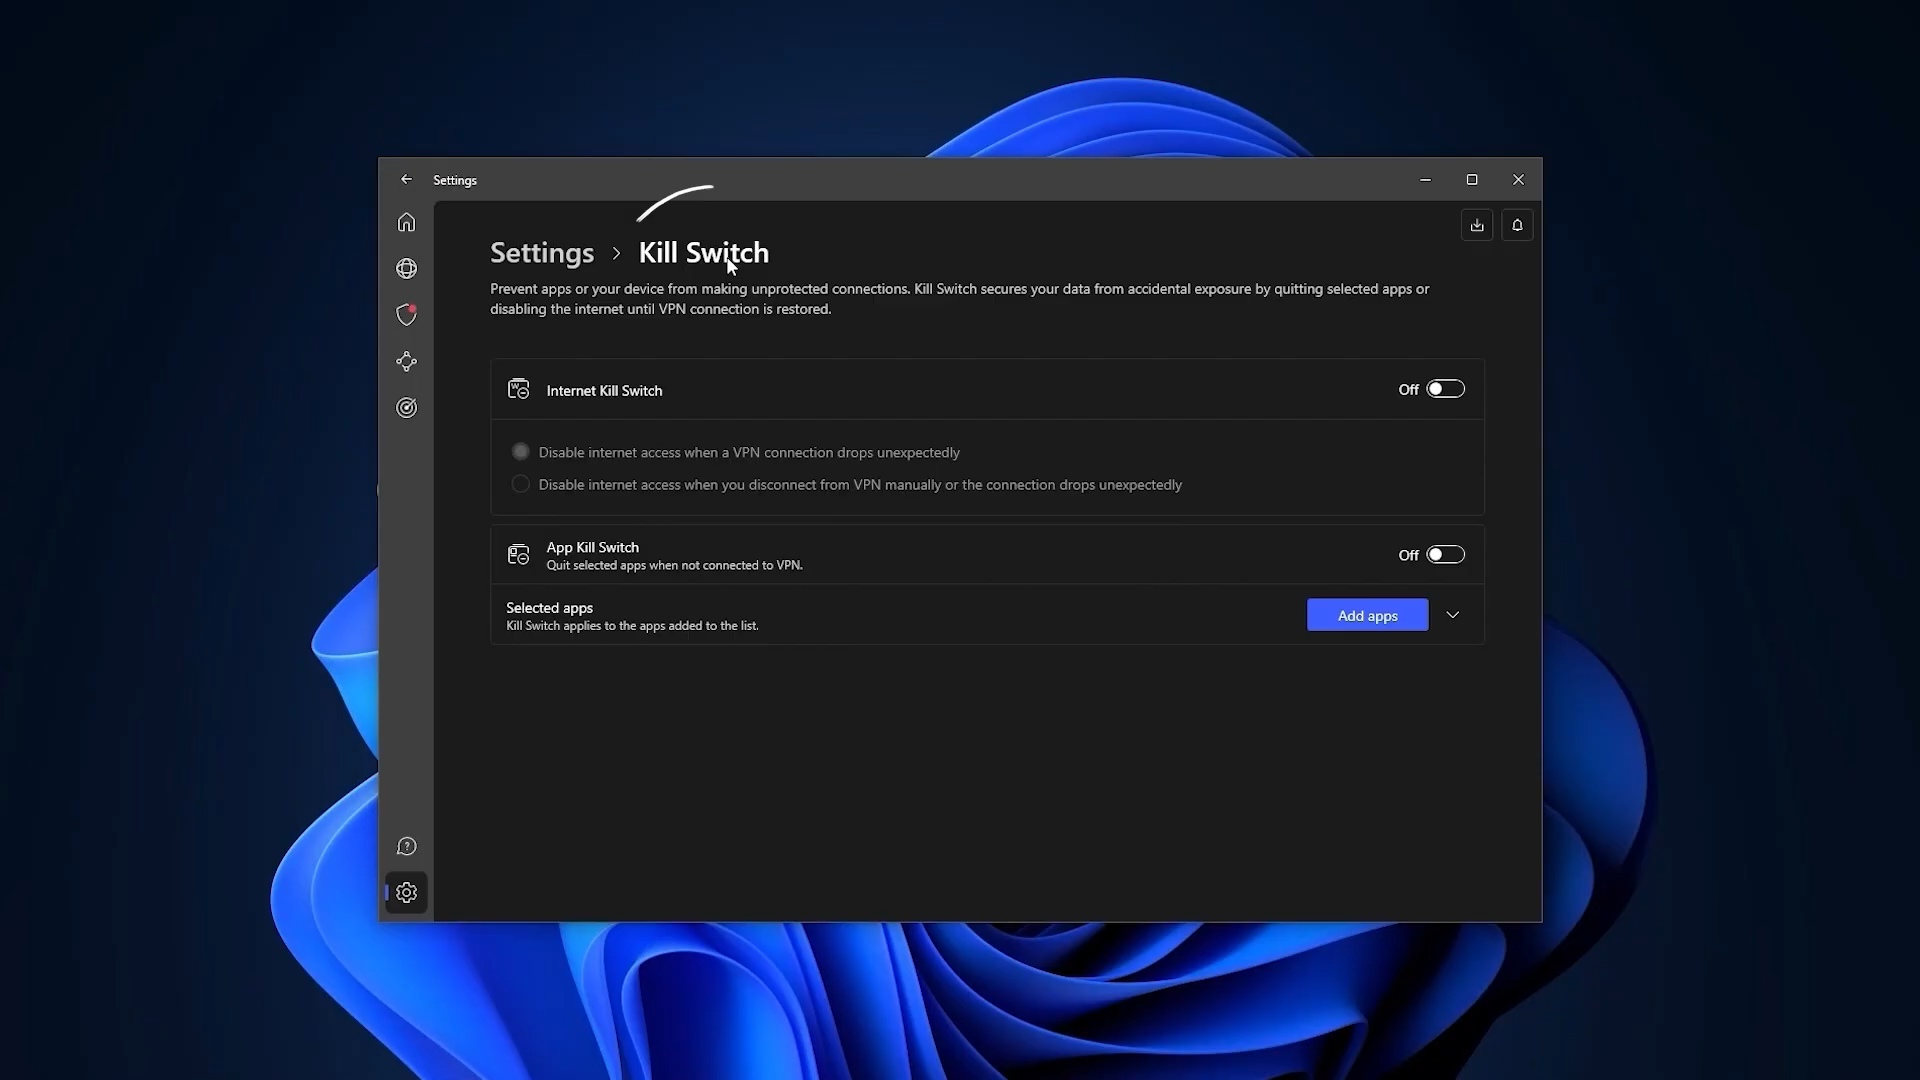 Settings
Settings > Kill Switch
Prevent apps or your device from making unprotected connections. Kill Switch secures your data from accidental exposure by quitting selected apps or
disabling the internet until VPN connection is restored.
Internet Kill Switch
Off
Disable internet access when a VPN connection drops unexpectedly
Disable internet access when you disconnect from VPN manually or the connection drops unexpectedly
App Kill Switch
Quit selected apps when not connected to VPN.
Off
Selected apps
Kill Switch applies to the apps added to the list.
Add apps